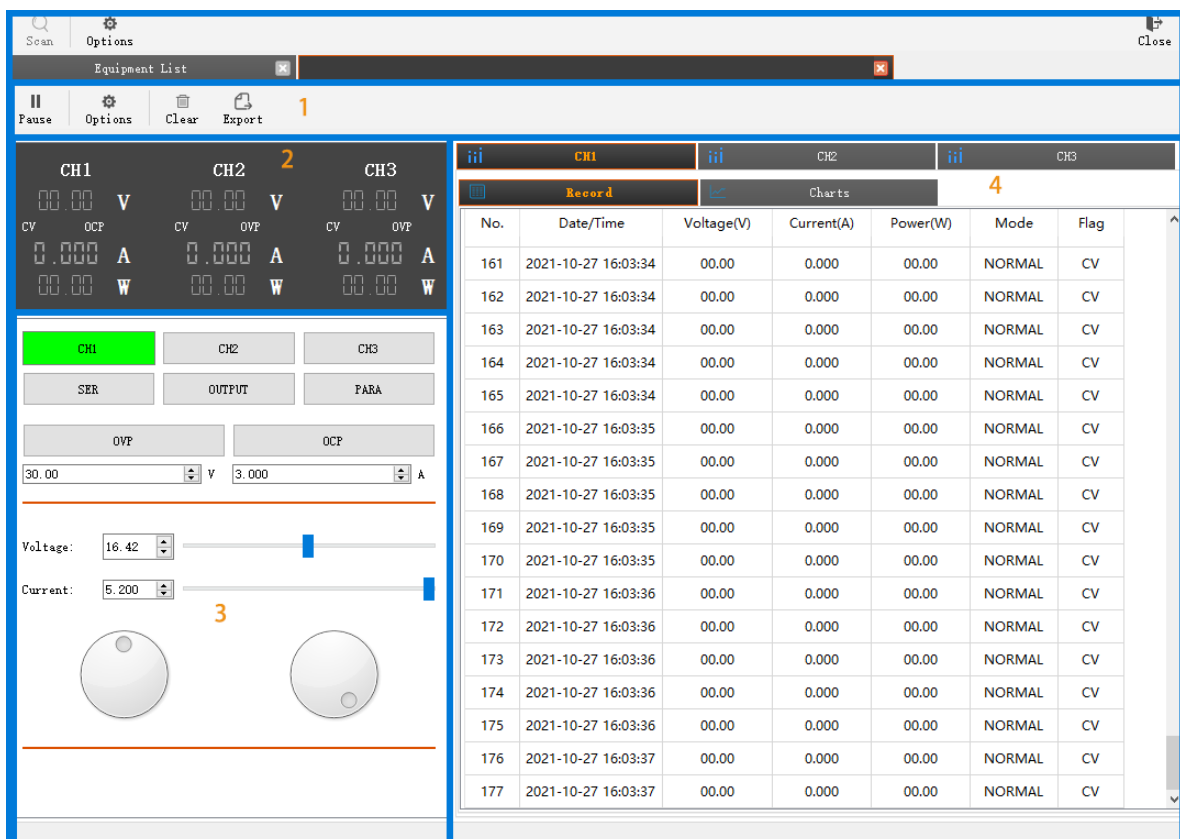 Scan Options Close
Equipment List
Pause Options Clear Export 1
2
CH1 CH2 CH3
00.00 V 00.00 V 00.00 V
CV OCP CV OVP CV OVP
0.000 A 0.000 A 0.000 A
00.00 W 00.00 W 00.00 W
CH1 CH2 CH3
SER OUTPUT PARA
OVP OCP
30.00 V 3.000 A
Voltage: 16.42
Current: 5.200
3
CH1 CH2 CH3
Record Charts 4
No. Date/Time Voltage(V) Current(A) Power(W) Mode Flag
161 2021-10-27 16:03:34 00.00 0.000 00.00 NORMAL CV
162 2021-10-27 16:03:34 00.00 0.000 00.00 NORMAL CV
163 2021-10-27 16:03:34 00.00 0.000 00.00 NORMAL CV
164 2021-10-27 16:03:34 00.00 0.000 00.00 NORMAL CV
165 2021-10-27 16:03:34 00.00 0.000 00.00 NORMAL CV
166 2021-10-27 16:03:35 00.00 0.000 00.00 NORMAL CV
167 2021-10-27 16:03:35 00.00 0.000 00.00 NORMAL CV
168 2021-10-27 16:03:35 00.00 0.000 00.00 NORMAL CV
169 2021-10-27 16:03:35 00.00 0.000 00.00 NORMAL CV
170 2021-10-27 16:03:35 00.00 0.000 00.00 NORMAL CV
171 2021-10-27 16:03:36 00.00 0.000 00.00 NORMAL CV
172 2021-10-27 16:03:36 00.00 0.000 00.00 NORMAL CV
173 2021-10-27 16:03:36 00.00 0.000 00.00 NORMAL CV
174 2021-10-27 16:03:36 00.00 0.000 00.00 NORMAL CV
175 2021-10-27 16:03:36 00.00 0.000 00.00 NORMAL CV
176 2021-10-27 16:03:37 00.00 0.000 00.00 NORMAL CV
177 2021-10-27 16:03:37 00.00 0.000 00.00 NORMAL CV